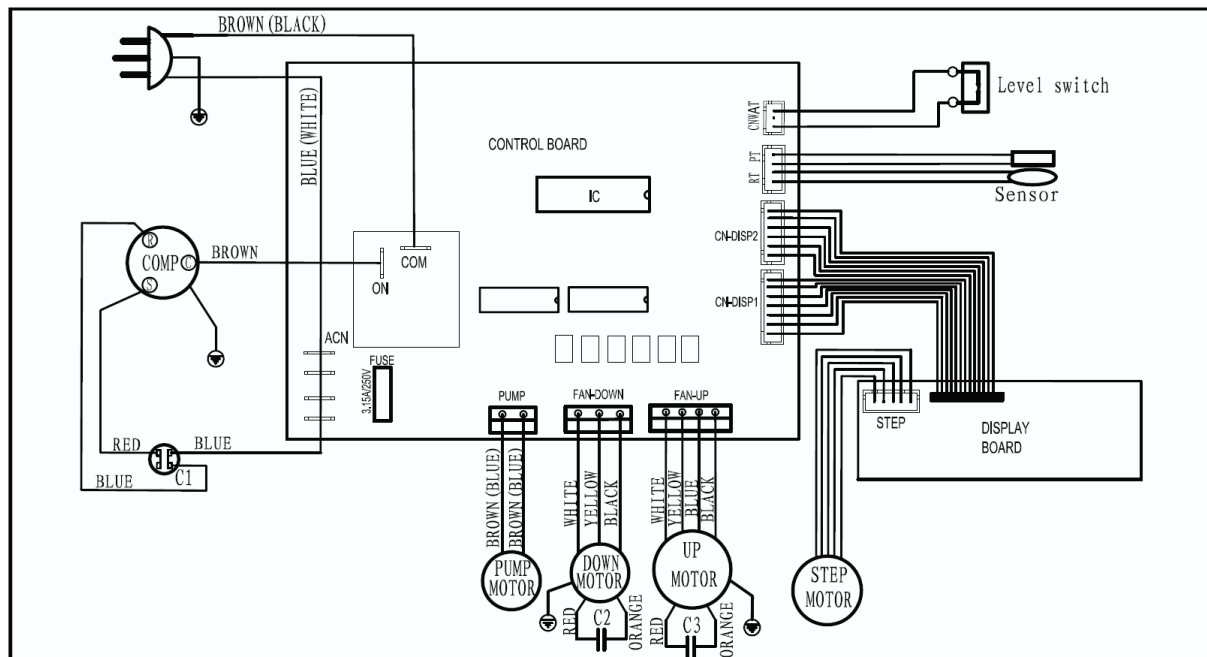 BROWN(BLACK)
BLUE(WHITE)
CONTROL BOARD
IC
CNWAT
Level switch
PT
RT
Sensor
CN-DISP2
CN-DISP1
R
COMP
C
S
BROWN
COM
ON
ACN
FUSE
3.15A/250V
PUMP
FAN-DOWN
FAN-UP
STEP
DISPLAY
BOARD
RED
BLUE
C1
BLUE
BROWN(BLUE)
BROWN(BLUE)
WHITE
YELLOW
BLACK
WHITE
YELLOW
BLUE
BLACK
PUMP
MOTOR
DOWN
MOTOR
UP
MOTOR
STEP
MOTOR
RED
C2
ORANGE
RED
C3
ORANGE